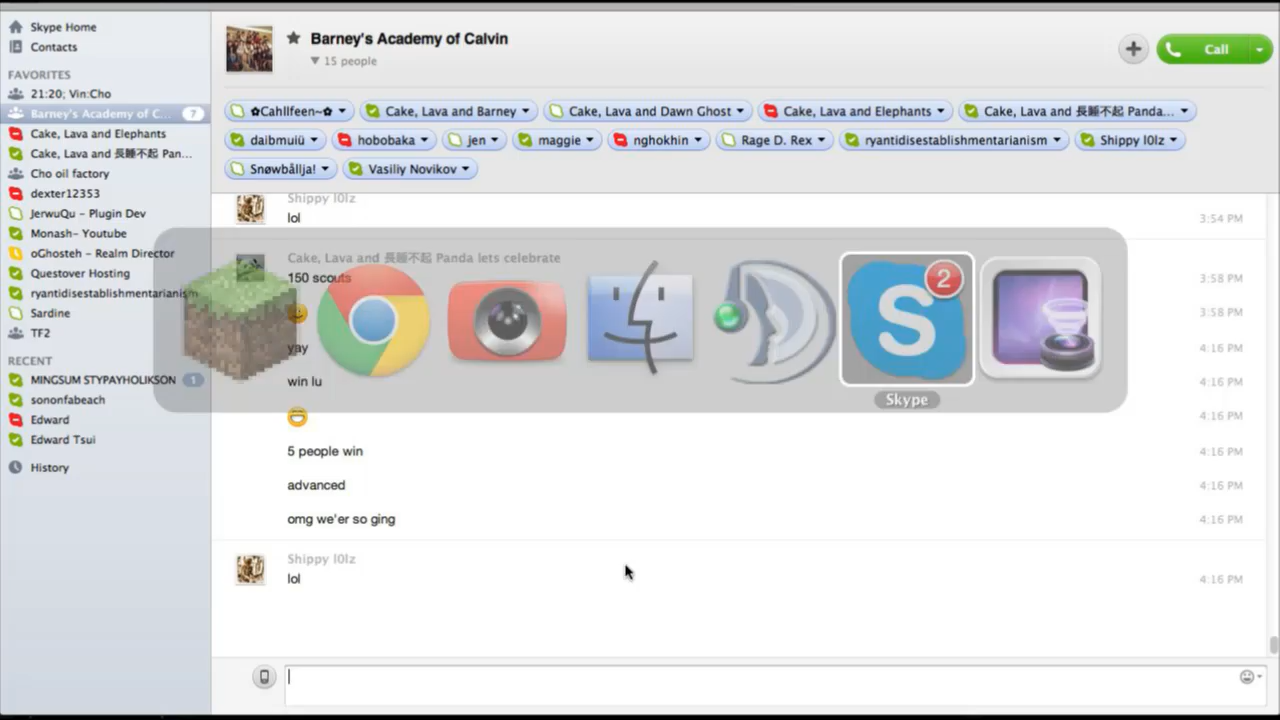 Skype Home
Contacts
FAVORITES
21:20; Vin:Cho
Barney's Academy of C... 7
Cake, Lava and Elephants
Cake, Lava and 長睡不起 Pan...
Cho oil factory
dexter12353
JerwuQu - Plugin Dev
Monash- Youtube
oGhosteh - Realm Director
Questover Hosting
ryantidisestablishmentarianism
Sardine
TF2
RECENT
MINGSUM STYPAYHOLIKSON 1
sononfabeach
Edward
Edward Tsui
History
Barney's Academy of Calvin
15 people
Call
✿Cahllfeen~✿
Cake, Lava and Barney
Cake, Lava and Dawn Ghost
Cake, Lava and Elephants
Cake, Lava and 長睡不起 Panda...
daibmuiü
hobobaka
jen
maggie
nghokhin
Rage D. Rex
ryantidisestablishmentarianism
Shippy l0lz
Snøwbållja!
Vasiliy Novikov
Shippy l0lz
lol 3:54 PM
Cake, Lava and 長睡不起 Panda lets celebrate
150 scouts 3:58 PM
3:58 PM
yay 4:16 PM
win lu 4:16 PM
4:16 PM
5 people win 4:16 PM
advanced 4:16 PM
omg we'er so ging 4:16 PM
Shippy l0lz
lol 4:16 PM
S 2
Skype